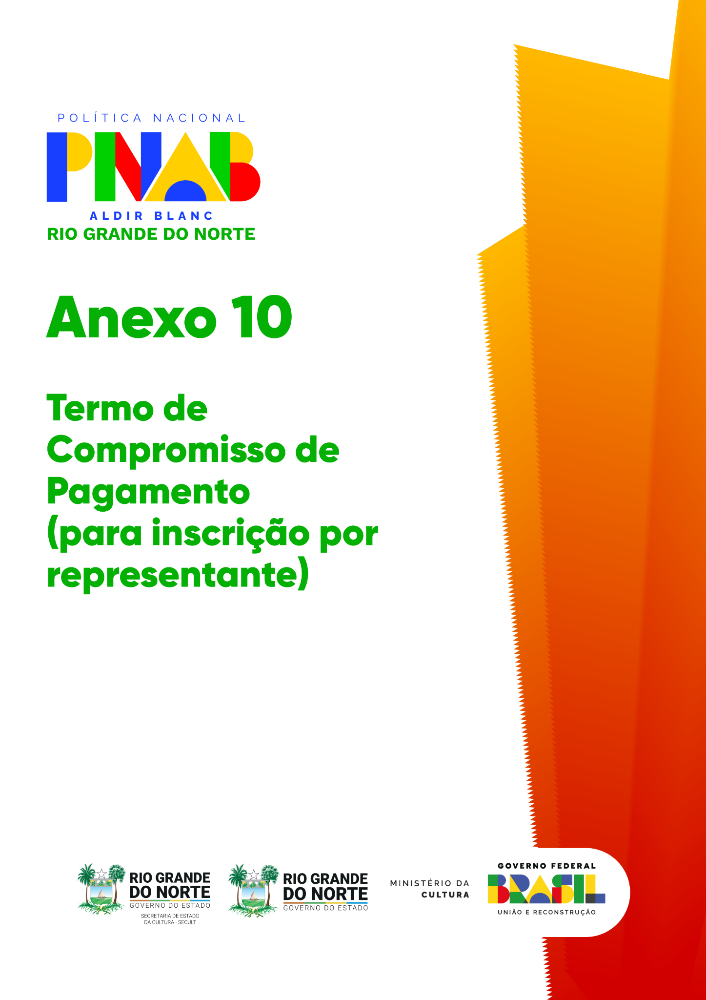 POLÍTICA NACIONAL
PNAB
ALDIR BLANC
RIO GRANDE DO NORTE
Anexo 10
Termo de
Compromisso de
Pagamento
(para inscrição por
representante)
RIO GRANDE
DO NORTE
GOVERNO DO ESTADO
SECRETARIA DE ESTADO
DA CULTURA - SECULT
RIO GRANDE
DO NORTE
GOVERNO DO ESTADO
MINISTÉRIO DA
CULTURA
GOVERNO FEDERAL
BRASIL
UNIÃO E RECONSTRUÇÃO